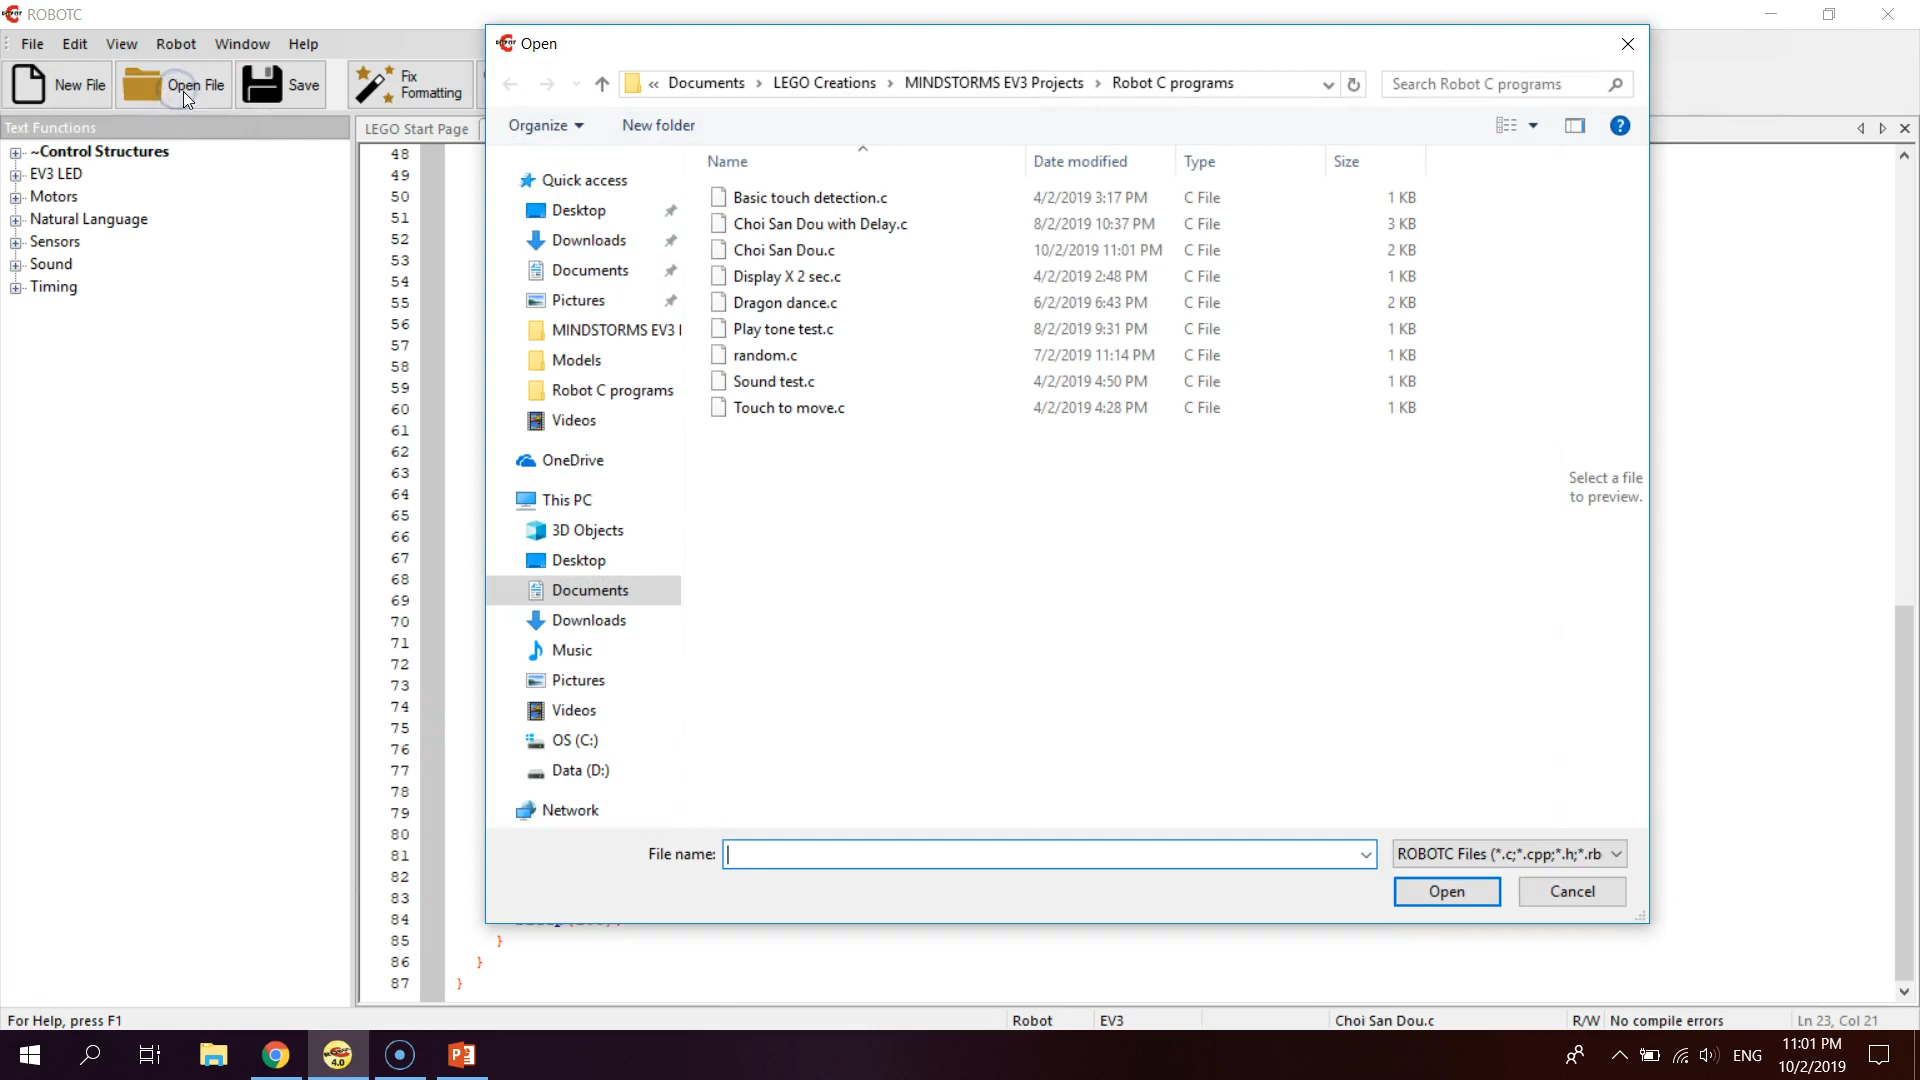 ROBOTC
File Edit View Robot Window Help
New File
Open File
Save
Fix
Formatting
Text Functions
~Control Structures
EV3 LED
Motors
Natural Language
Sensors
Sound
Timing
LEGO Start Page
Open
« Documents › LEGO Creations › MINDSTORMS EV3 Projects › Robot C programs
Search Robot C programs
Organize
New folder
Quick access
Desktop
Downloads
Documents
Pictures
MINDSTORMS EV3
Models
Robot C programs
Videos
OneDrive
This PC
3D Objects
Desktop
Documents
Downloads
Music
Pictures
Videos
OS (C:)
Data (D:)
Network
Name Date modified Type Size
Basic touch detection.c 4/2/2019 3:17 PM C File 1 KB
Choi San Dou with Delay.c 8/2/2019 10:37 PM C File 3 KB
Choi San Dou.c 10/2/2019 11:01 PM C File 2 KB
Display X 2 sec.c 4/2/2019 2:48 PM C File 1 KB
Dragon dance.c 6/2/2019 6:43 PM C File 2 KB
Play tone test.c 8/2/2019 9:31 PM C File 1 KB
random.c 7/2/2019 11:14 PM C File 1 KB
Sound test.c 4/2/2019 4:50 PM C File 1 KB
Touch to move.c 4/2/2019 4:28 PM C File 1 KB
Select a file
to preview.
File name:
ROBOTC Files (*.c;*.cpp;*.h;*.rb
Open
Cancel
48
49
50
51
52
53
54
55
56
57
58
59
60
61
62
63
64
65
66
67
68
69
70
71
72
73
74
75
76
77
78
79
80
81
82
83
84
85 }
86 }
87 }
For Help, press F1
Robot
EV3
Choi San Dou.c
R/W
No compile errors
Ln 23, Col 21
4.0
ENG
11:01 PM
10/2/2019